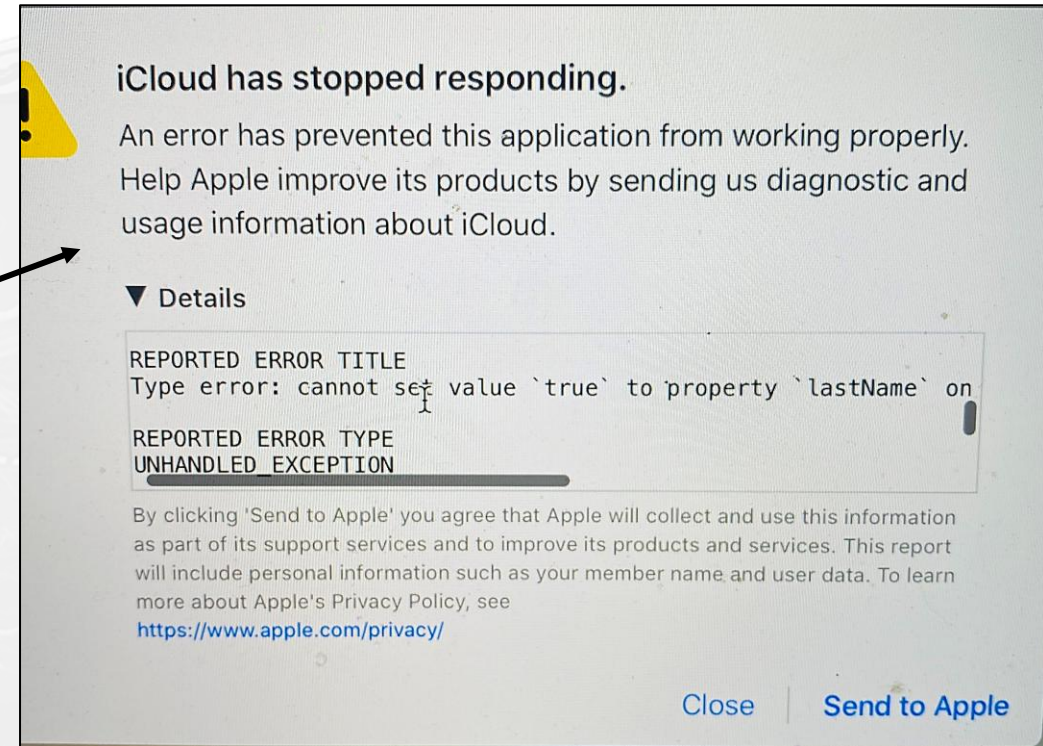 iCloud has stopped responding.
An error has prevented this application from working properly.
Help Apple improve its products by sending us diagnostic and
usage information about iCloud.
▼ Details
REPORTED ERROR TITLE
Type error: cannot set value `true` to property `lastName` on
REPORTED ERROR TYPE
UNHANDLED_EXCEPTION
By clicking 'Send to Apple' you agree that Apple will collect and use this information
as part of its support services and to improve its products and services. This report
will include personal information such as your member name and user data. To learn
more about Apple's Privacy Policy, see
https://www.apple.com/privacy/
Close
Send to Apple